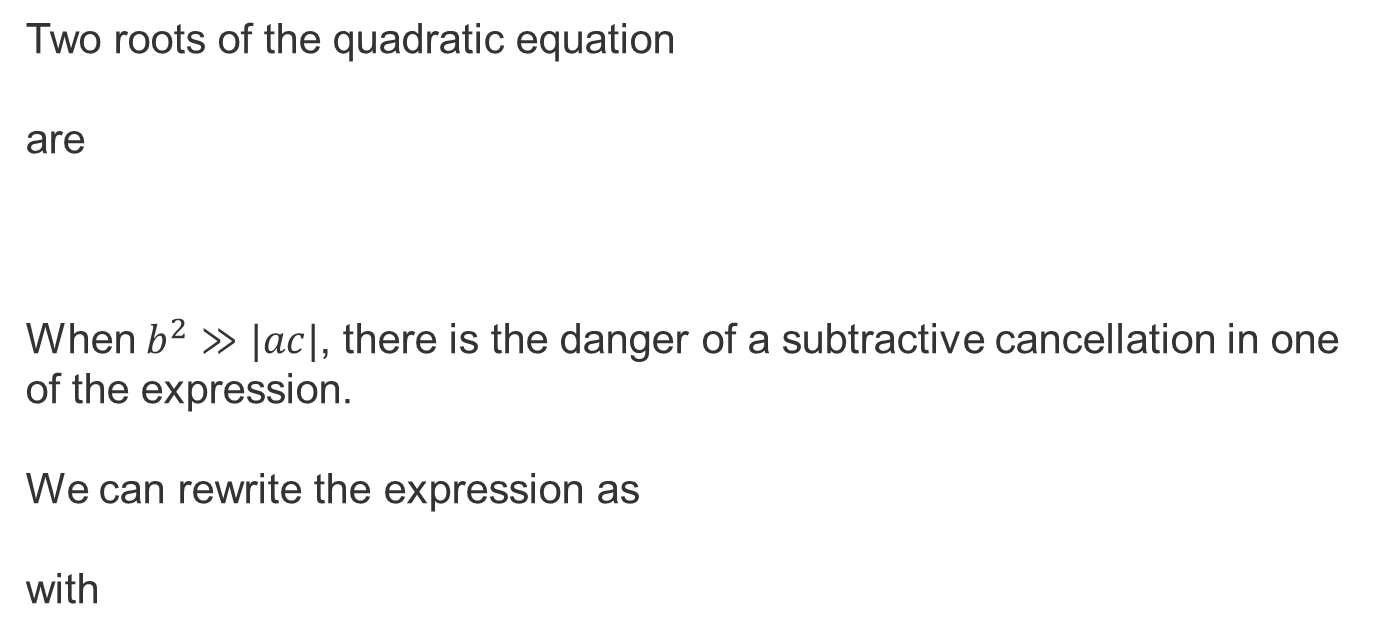 Two roots of the quadratic equation
are
When b² ≫ |ac|, there is the danger of a subtractive cancellation in one
of the expression.
We can rewrite the expression as
with